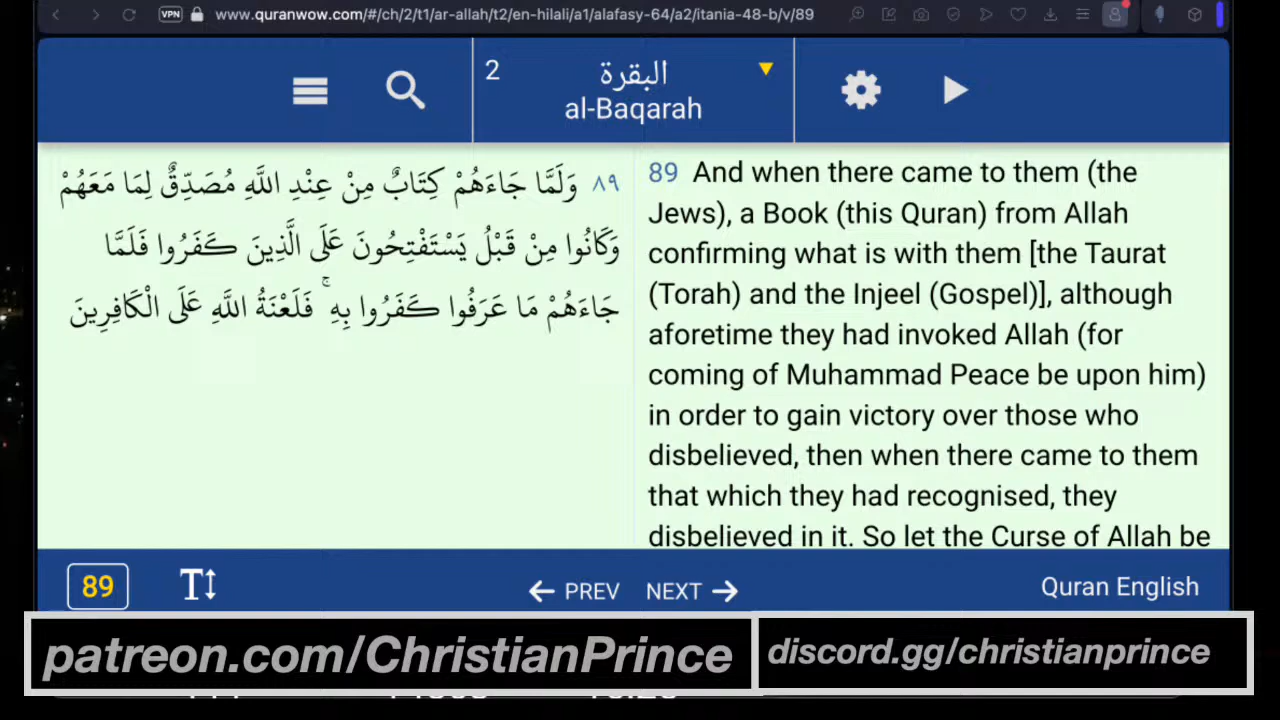 VPN www.quranwow.com/#/ch/2/t1/ar-allah/t2/en-hilali/a1/alafasy-64/a2/itania-48-b/v/89
2
البقرة
al-Baqarah
٨٩ وَلَمَّا جَاءَهُمْ كِتَابٌ مِنْ عِنْدِ اللَّهِ مُصَدِّقٌ لِمَا مَعَهُمْ
وَكَانُوا مِنْ قَبْلُ يَسْتَفْتِحُونَ عَلَى الَّذِينَ كَفَرُوا فَلَمَّا
جَاءَهُمْ مَا عَرَفُوا كَفَرُوا بِهِ ۚ فَلَعْنَةُ اللَّهِ عَلَى الْكَافِرِينَ
89 And when there came to them (the
Jews), a Book (this Quran) from Allah
confirming what is with them [the Taurat
(Torah) and the Injeel (Gospel)], although
aforetime they had invoked Allah (for
coming of Muhammad Peace be upon him)
in order to gain victory over those who
disbelieved, then when there came to them
that which they had recognised, they
disbelieved in it. So let the Curse of Allah be
89
T
PREV NEXT
Quran English
patreon.com/ChristianPrince
discord.gg/christianprince